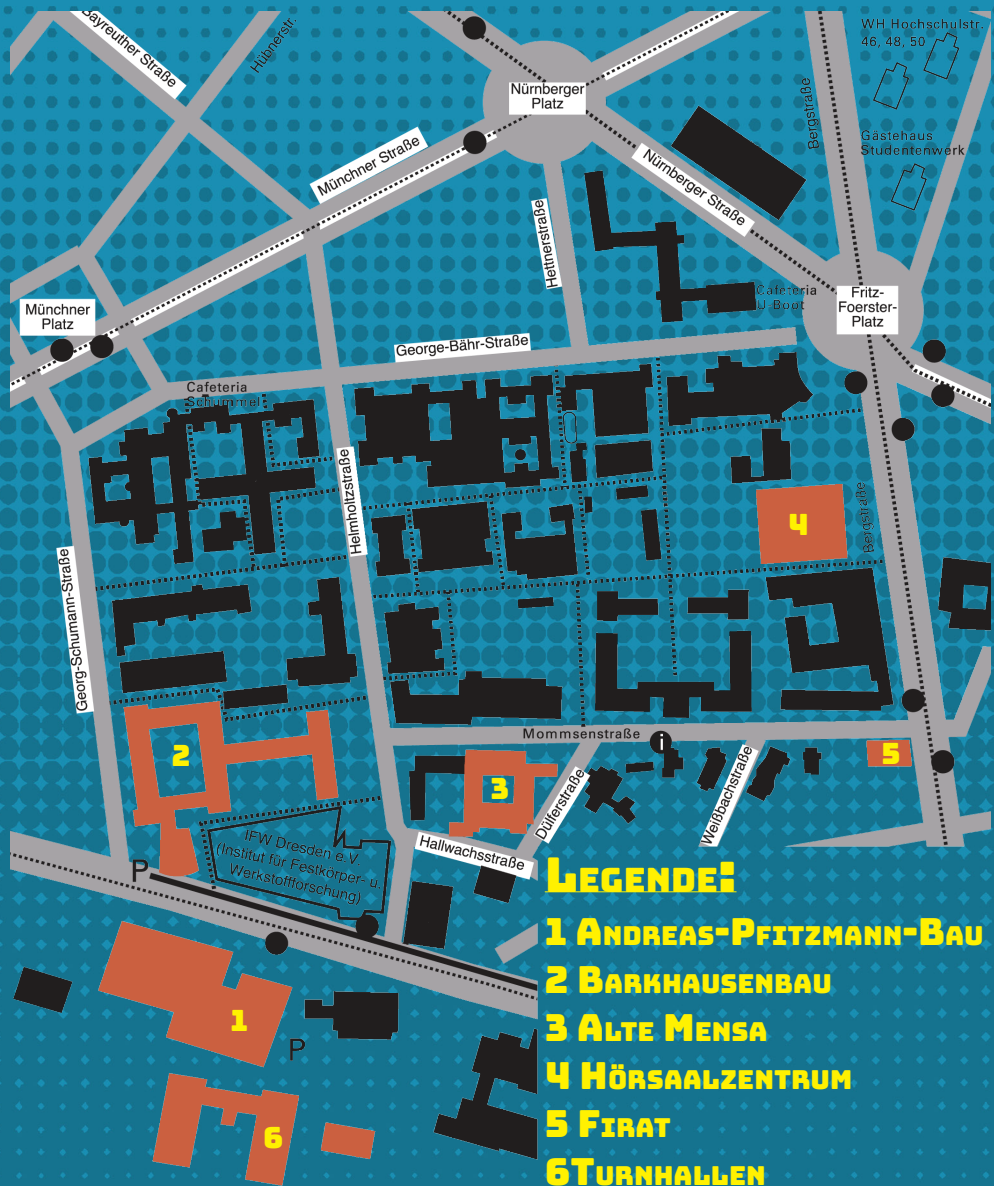 Bayreuther Straße
Hübnerstr.
WH Hochschulstr.
46, 48, 50
Nürnberger
Platz
Bergstraße
Gästehaus
Studentenwerk
Münchner Straße
Nürnberger Straße
Hettnerstraße
Cafeteria
U Boot
Fritz-
Foerster-
Platz
Münchner
Platz
George-Bähr-Straße
Cafeteria
Schummel
Helmholtzstraße
4
Bergstraße
Georg-Schumann-Straße
2
Mommsenstraße
i
5
3
Dülferstraße
Weißbachstraße
IFW Dresden e.V.
(Institut für Festkörper- u.
Werkstoffforschung)
Hallwachsstraße
P
1
P
6
Legende:
1 Andreas-Pfitzmann-Bau
2 Barkhausenbau
3 Alte Mensa
4 Hörsaalzentrum
5 Firat
6Turnhallen